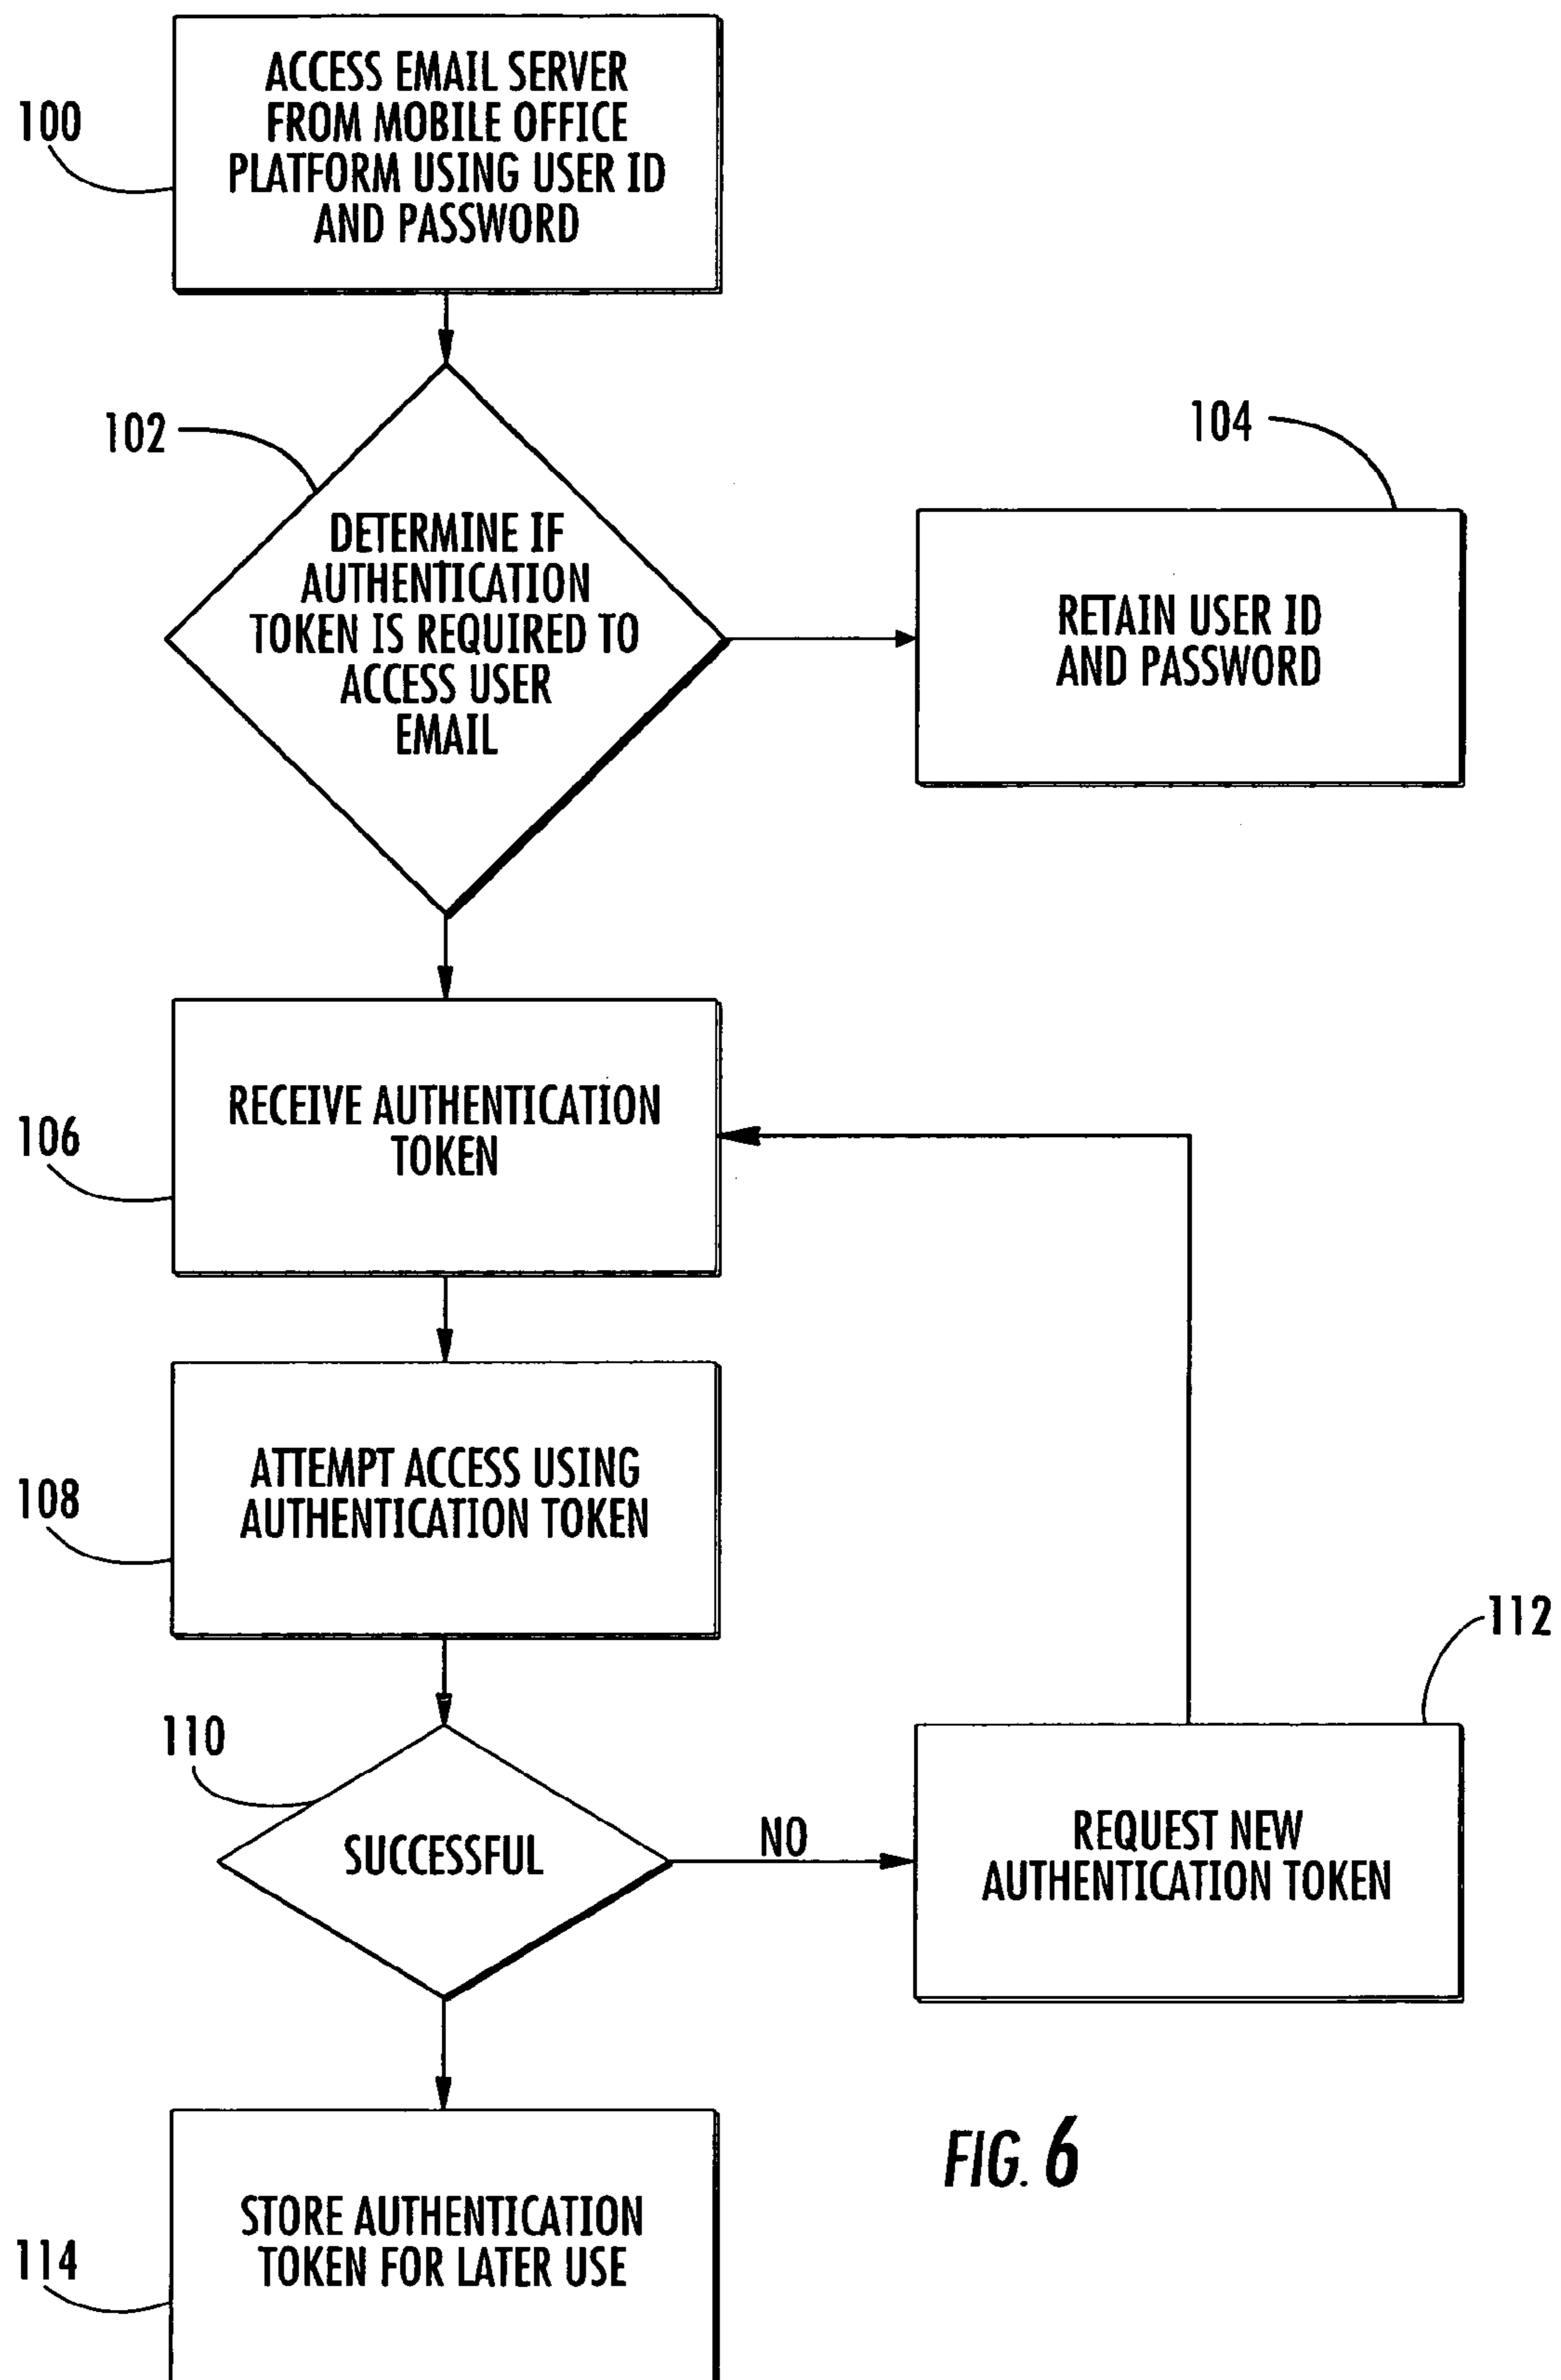 100
ACCESS EMAIL SERVER
FROM MOBILE OFFICE
PLATFORM USING USER ID
AND PASSWORD
102
DETERMINE IF
AUTHENTICATION
TOKEN IS REQUIRED TO
ACCESS USER
EMAIL
104
RETAIN USER ID
AND PASSWORD
106
RECEIVE AUTHENTICATION
TOKEN
108
ATTEMPT ACCESS USING
AUTHENTICATION TOKEN
110
SUCCESSFUL
NO
112
REQUEST NEW
AUTHENTICATION TOKEN
114
STORE AUTHENTICATION
TOKEN FOR LATER USE
FIG. 6